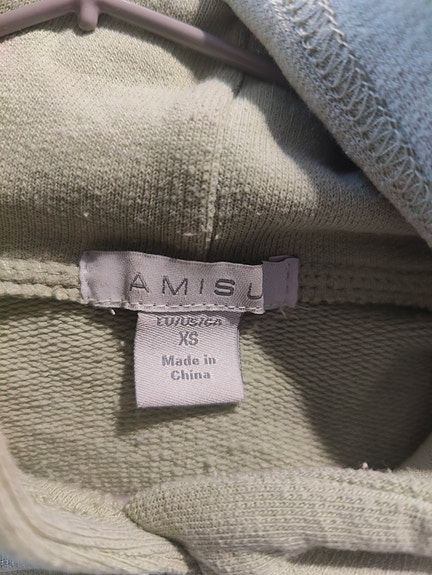 AMISU
EU/US/CA
XS
Made in
China